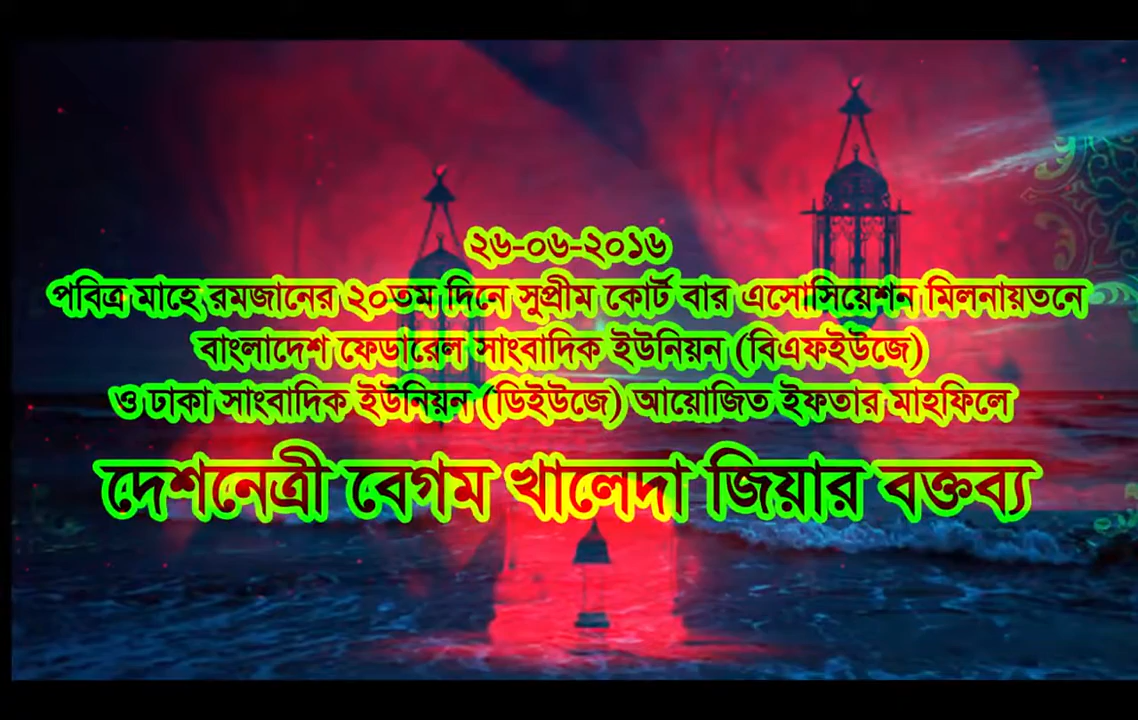 ২৬-০৬-২০১৬
পবিত্র মাহে রমজানের ২০তম দিনে সুপ্রীম কোর্ট বার এসোসিয়েশন মিলনায়তনে
বাংলাদেশ ফেডারেল সাংবাদিক ইউনিয়ন (বিএফইউজে)
ও ঢাকা সাংবাদিক ইউনিয়ন (ডিইউজে) আয়োজিত ইফতার মাহফিলে
দেশনেত্রী বেগম খালেদা জিয়ার বক্তব্য